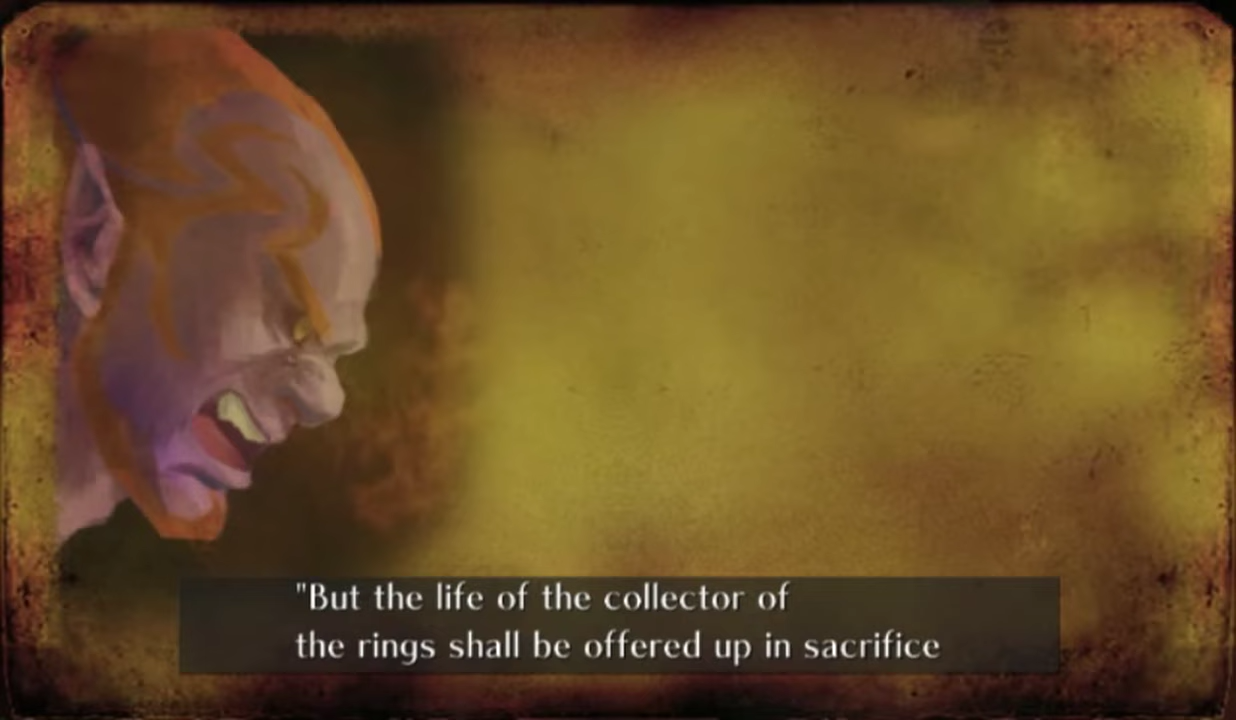 "But the life of the collector of
the rings shall be offered up in sacrifice